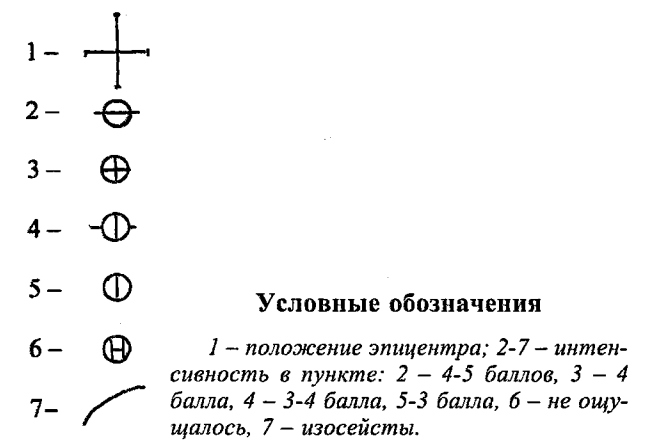 1 –
2 –
3 –
4 –
5 –
6 –
7–
Условные обозначения
1 – положение эпицентра; 2-7 – интен-
сивность в пункте: 2 – 4-5 баллов, 3 – 4
балла, 4 – 3-4 балла, 5-3 балла, 6 – не ощу-
щалось, 7 – изосейсты.